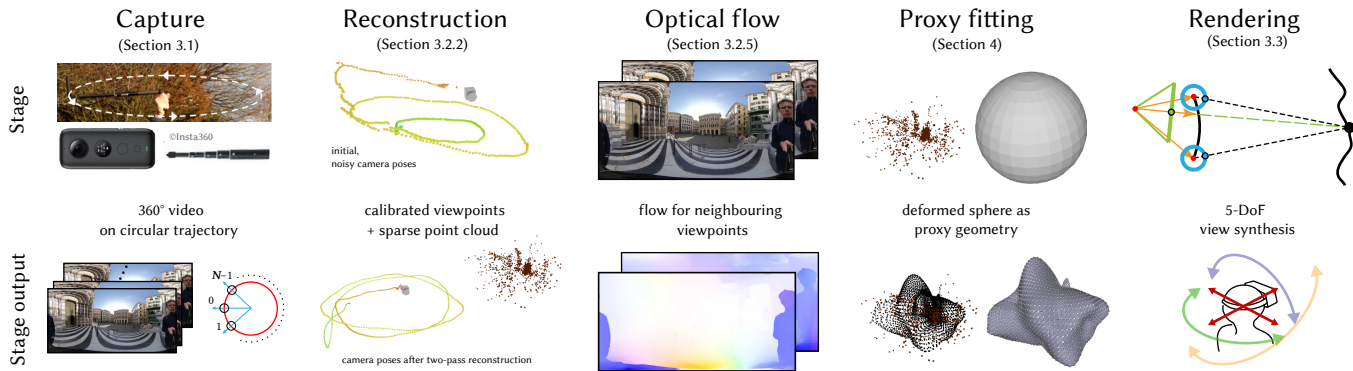 Capture
(Section 3.1)
Reconstruction
(Section 3.2.2)
Optical flow
(Section 3.2.5)
Proxy fitting
(Section 4)
Rendering
(Section 3.3)
Stage
©Insta360
initial,
noisy camera poses
360° video
on circular trajectory
calibrated viewpoints
+ sparse point cloud
flow for neighbouring
viewpoints
deformed sphere as
proxy geometry
5-DoF
view synthesis
Stage output
N−1
0
1
camera poses after two-pass reconstruction